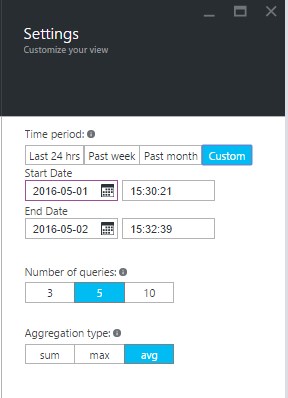 Settings
Customize your view
Time period:
Last 24 hrs Past week Past month Custom
Start Date
2016-05-01 15:30:21
End Date
2016-05-02 15:32:39
Number of queries:
3 5 10
Aggregation type:
sum max avg